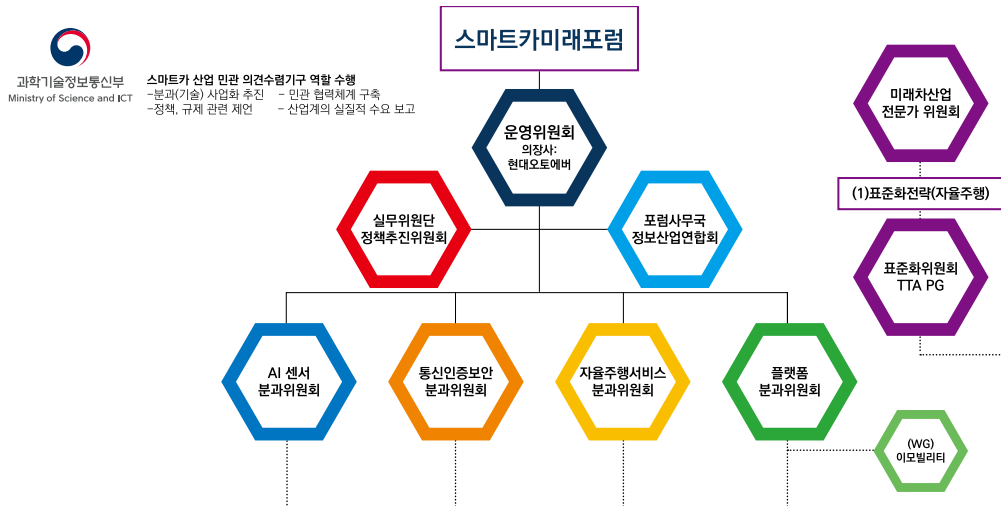 스마트카미래포럼
과학기술정보통신부
Ministry of Science and ICT
스마트카 산업 민관 의견수렴기구 역할 수행
-분과(기술) 사업화 추진 - 민관 협력체계 구축
-정책, 규제 관련 제언 - 산업계의 실질적 수요 보고
운영위원회
의장사:
현대오토에버
미래차산업
전문가 위원회
(1)표준화전략(자율주행)
실무위원단
정책추진위원회
포럼사무국
정보산업연합회
표준화위원회
TTA PG
AI 센서
분과위원회
통신인증보안
분과위원회
자율주행서비스
분과위원회
플랫폼
분과위원회
(WG)
이모빌리티